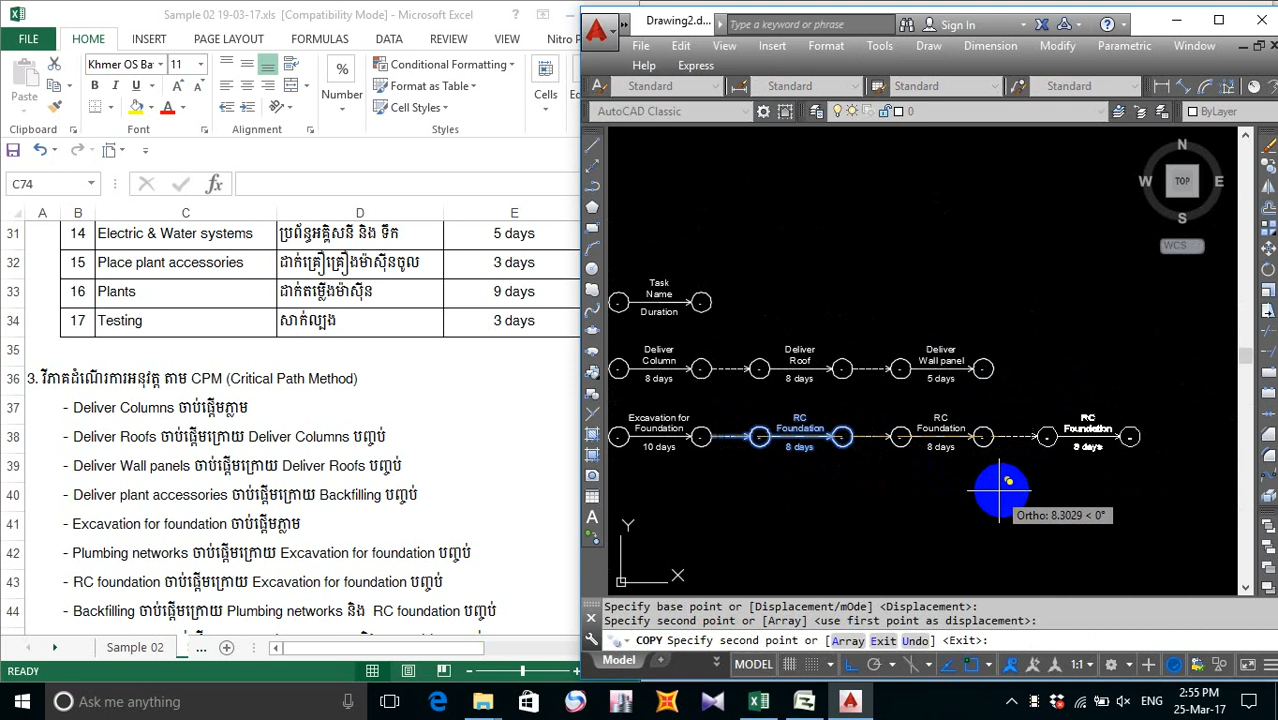 Sample 02 19-03-17.xls [Compatibility Mode] - Microsoft Excel
FILE
HOME
INSERT
PAGE LAYOUT
FORMULAS
DATA
REVIEW
VIEW
Nitro P
Paste
Khmer OS Ba
11
B I U
Number
Cells
Conditional Formatting
Format as Table
Cell Styles
Clipboard
Font
Alignment
Styles
C74
A B C D E
31 14 Electric & Water systems ប្រព័ន្ធអគ្គិសនី និង ទឹក 5 days
32 15 Place plant accessories ដាក់គ្រឿគ្រឿងម៉ាស៊ីនចូល 3 days
33 16 Plants ដាក់តម្លើងម៉ាស៊ីន 9 days
34 17 Testing សាក់ល្បង 3 days
35
36 3. វិភាគដំណើរការអនុវត្ត តាម CPM (Critical Path Method)
37 - Deliver Columns ចាប់ផ្តើមភ្លាម
38 - Deliver Roofs ចាប់ផ្តើមក្រោយ Deliver Columns បញ្ចប់
39 - Deliver Wall panels ចាប់ផ្តើមក្រោយ Deliver Roofs បញ្ចប់
40 - Deliver plant accessories ចាប់ផ្តើមក្រោយ Backfilling បញ្ចប់
41 - Excavation for foundation ចាប់ផ្តើមភ្លាម
42 - Plumbing networks ចាប់ផ្តើមក្រោយ Excavation for foundation បញ្ចប់
43 - RC foundation ចាប់ផ្តើមក្រោយ Excavation for foundation បញ្ចប់
44 - Backfilling ចាប់ផ្តើមក្រោយ Plumbing networks និង RC foundation បញ្ចប់
Sample 02
...
READY
Drawing2.d...
Type a keyword or phrase
Sign In
File Edit View Insert Format Tools Draw Dimension Modify Parametric Window
Help Express
Standard Standard Standard Standard
AutoCAD Classic
0
ByLayer
N
W TOP E
S
WCS
Task
Name
Duration
Deliver
Column
8 days
Deliver
Roof
8 days
Deliver
Wall panel
5 days
Excavation for
Foundation
10 days
RC
Foundation
8 days
RC
Foundation
8 days
RC
Foundation
8 days
Ortho: 8.3029 < 0°
Y
X
Specify base point or [Displacement/mOde] <Displacement>:
Specify second point or [Array] <use first point as displacement>:
COPY Specify second point or [Array Exit Undo] <Exit>:
Model
MODEL
1:1
Ask me anything
ENG
2:55 PM
25-Mar-17